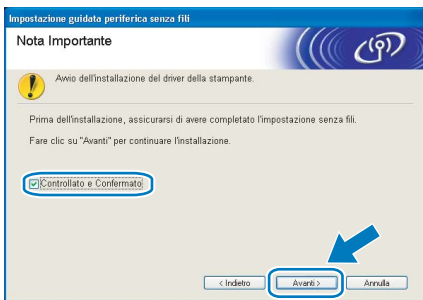 Impostazione guidata periferica senza fili
Nota Importante
Avvio dell'installazione del driver della stampante.
Prima dell'installazione, assicurarsi di avere completato l'impostazione senza fili.
Fare clic su "Avanti" per continuare l'installazione.
Controllato e Confermato
< Indietro
Avanti >
Annulla